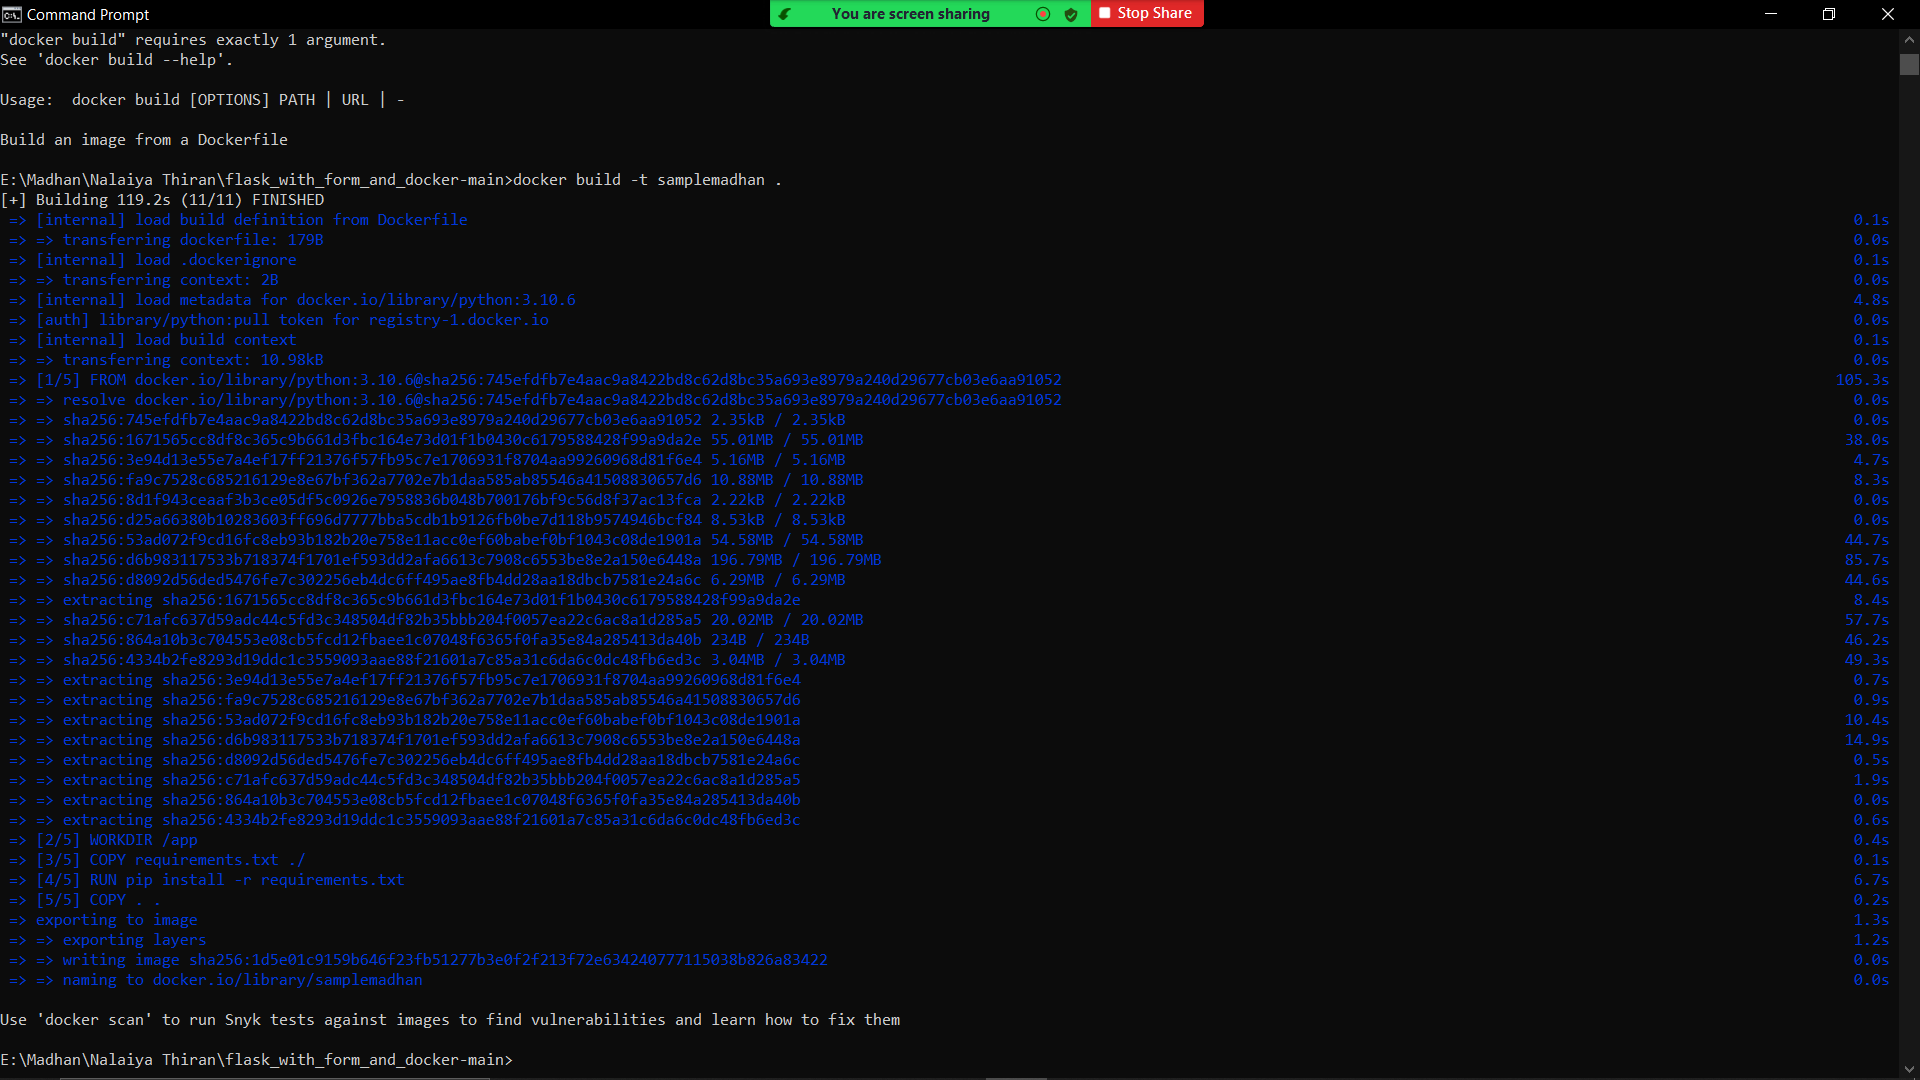 Command Prompt
You are screen sharing
Stop Share
"docker build" requires exactly 1 argument.
See 'docker build --help'.
Usage:  docker build [OPTIONS] PATH | URL | -
Build an image from a Dockerfile
E:\Madhan\Nalaiya Thiran\flask_with_form_and_docker-main>docker build -t samplemadhan .
[+] Building 119.2s (11/11) FINISHED
=> [internal] load build definition from Dockerfile 0.1s
=> => transferring dockerfile: 179B 0.0s
=> [internal] load .dockerignore 0.1s
=> => transferring context: 2B 0.0s
=> [internal] load metadata for docker.io/library/python:3.10.6 4.8s
=> [auth] library/python:pull token for registry-1.docker.io 0.0s
=> [internal] load build context 0.1s
=> => transferring context: 10.98kB 0.0s
=> [1/5] FROM docker.io/library/python:3.10.6@sha256:745efdfb7e4aac9a8422bd8c62d8bc35a693e8979a240d29677cb03e6aa91052 105.3s
=> => resolve docker.io/library/python:3.10.6@sha256:745efdfb7e4aac9a8422bd8c62d8bc35a693e8979a240d29677cb03e6aa91052 0.0s
=> => sha256:745efdfb7e4aac9a8422bd8c62d8bc35a693e8979a240d29677cb03e6aa91052 2.35kB / 2.35kB 0.0s
=> => sha256:1671565cc8df8c365c9b661d3fbc164e73d01f1b0430c6179588428f99a9da2e 55.01MB / 55.01MB 38.0s
=> => sha256:3e94d13e55e7a4ef17ff21376f57fb95c7e1706931f8704aa99260968d81f6e4 5.16MB / 5.16MB 4.7s
=> => sha256:fa9c7528c685216129e8e67bf362a7702e7b1daa585ab85546a41508830657d6 10.88MB / 10.88MB 8.3s
=> => sha256:8d1f943ceaaf3b3ce05df5c0926e7958836b048b700176bf9c56d8f37ac13fca 2.22kB / 2.22kB 0.0s
=> => sha256:d25a66380b10283603ff696d7777bba5cdb1b9126fb0be7d118b9574946bcf84 8.53kB / 8.53kB 0.0s
=> => sha256:53ad072f9cd16fc8eb93b182b20e758e11acc0ef60babef0bf1043c08de1901a 54.58MB / 54.58MB 44.7s
=> => sha256:d6b983117533b718374f1701ef593dd2afa6613c7908c6553be8e2a150e6448a 196.79MB / 196.79MB 85.7s
=> => sha256:d8092d56ded5476fe7c302256eb4dc6ff495ae8fb4dd28aa18dbcb7581e24a6c 6.29MB / 6.29MB 44.6s
=> => extracting sha256:1671565cc8df8c365c9b661d3fbc164e73d01f1b0430c6179588428f99a9da2e 8.4s
=> => sha256:c71afc637d59adc44c5fd3c348504df82b35bbb204f0057ea22c6ac8a1d285a5 20.02MB / 20.02MB 57.7s
=> => sha256:864a10b3c704553e08cb5fcd12fbaee1c07048f6365f0fa35e84a285413da40b 234B / 234B 46.2s
=> => sha256:4334b2fe8293d19ddc1c3559093aae88f21601a7c85a31c6da6c0dc48fb6ed3c 3.04MB / 3.04MB 49.3s
=> => extracting sha256:3e94d13e55e7a4ef17ff21376f57fb95c7e1706931f8704aa99260968d81f6e4 0.7s
=> => extracting sha256:fa9c7528c685216129e8e67bf362a7702e7b1daa585ab85546a41508830657d6 0.9s
=> => extracting sha256:53ad072f9cd16fc8eb93b182b20e758e11acc0ef60babef0bf1043c08de1901a 10.4s
=> => extracting sha256:d6b983117533b718374f1701ef593dd2afa6613c7908c6553be8e2a150e6448a 14.9s
=> => extracting sha256:d8092d56ded5476fe7c302256eb4dc6ff495ae8fb4dd28aa18dbcb7581e24a6c 0.5s
=> => extracting sha256:c71afc637d59adc44c5fd3c348504df82b35bbb204f0057ea22c6ac8a1d285a5 1.9s
=> => extracting sha256:864a10b3c704553e08cb5fcd12fbaee1c07048f6365f0fa35e84a285413da40b 0.0s
=> => extracting sha256:4334b2fe8293d19ddc1c3559093aae88f21601a7c85a31c6da6c0dc48fb6ed3c 0.6s
=> [2/5] WORKDIR /app 0.4s
=> [3/5] COPY requirements.txt ./ 0.1s
=> [4/5] RUN pip install -r requirements.txt 6.7s
=> [5/5] COPY . . 0.2s
=> exporting to image 1.3s
=> => exporting layers 1.2s
=> => writing image sha256:1d5e01c9159b646f23fb51277b3e0f2f213f72e634240777115038b826a83422 0.0s
=> => naming to docker.io/library/samplemadhan 0.0s
Use 'docker scan' to run Snyk tests against images to find vulnerabilities and learn how to fix them
E:\Madhan\Nalaiya Thiran\flask_with_form_and_docker-main>